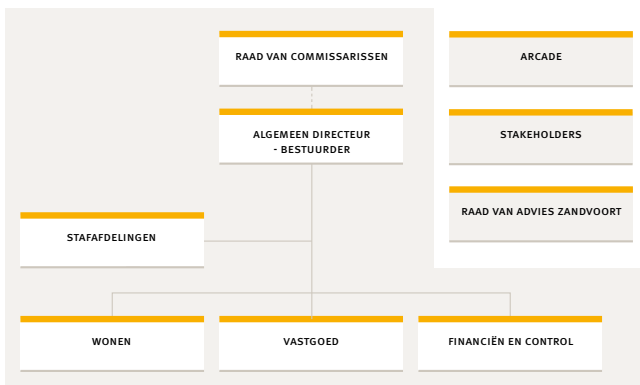 RAAD VAN COMMISSARISSEN
ARCADE
ALGEMEEN DIRECTEUR
- BESTUURDER
STAKEHOLDERS
RAAD VAN ADVIES ZANDVOORT
STAFAFDELINGEN
WONEN
VASTGOED
FINANCIËN EN CONTROL